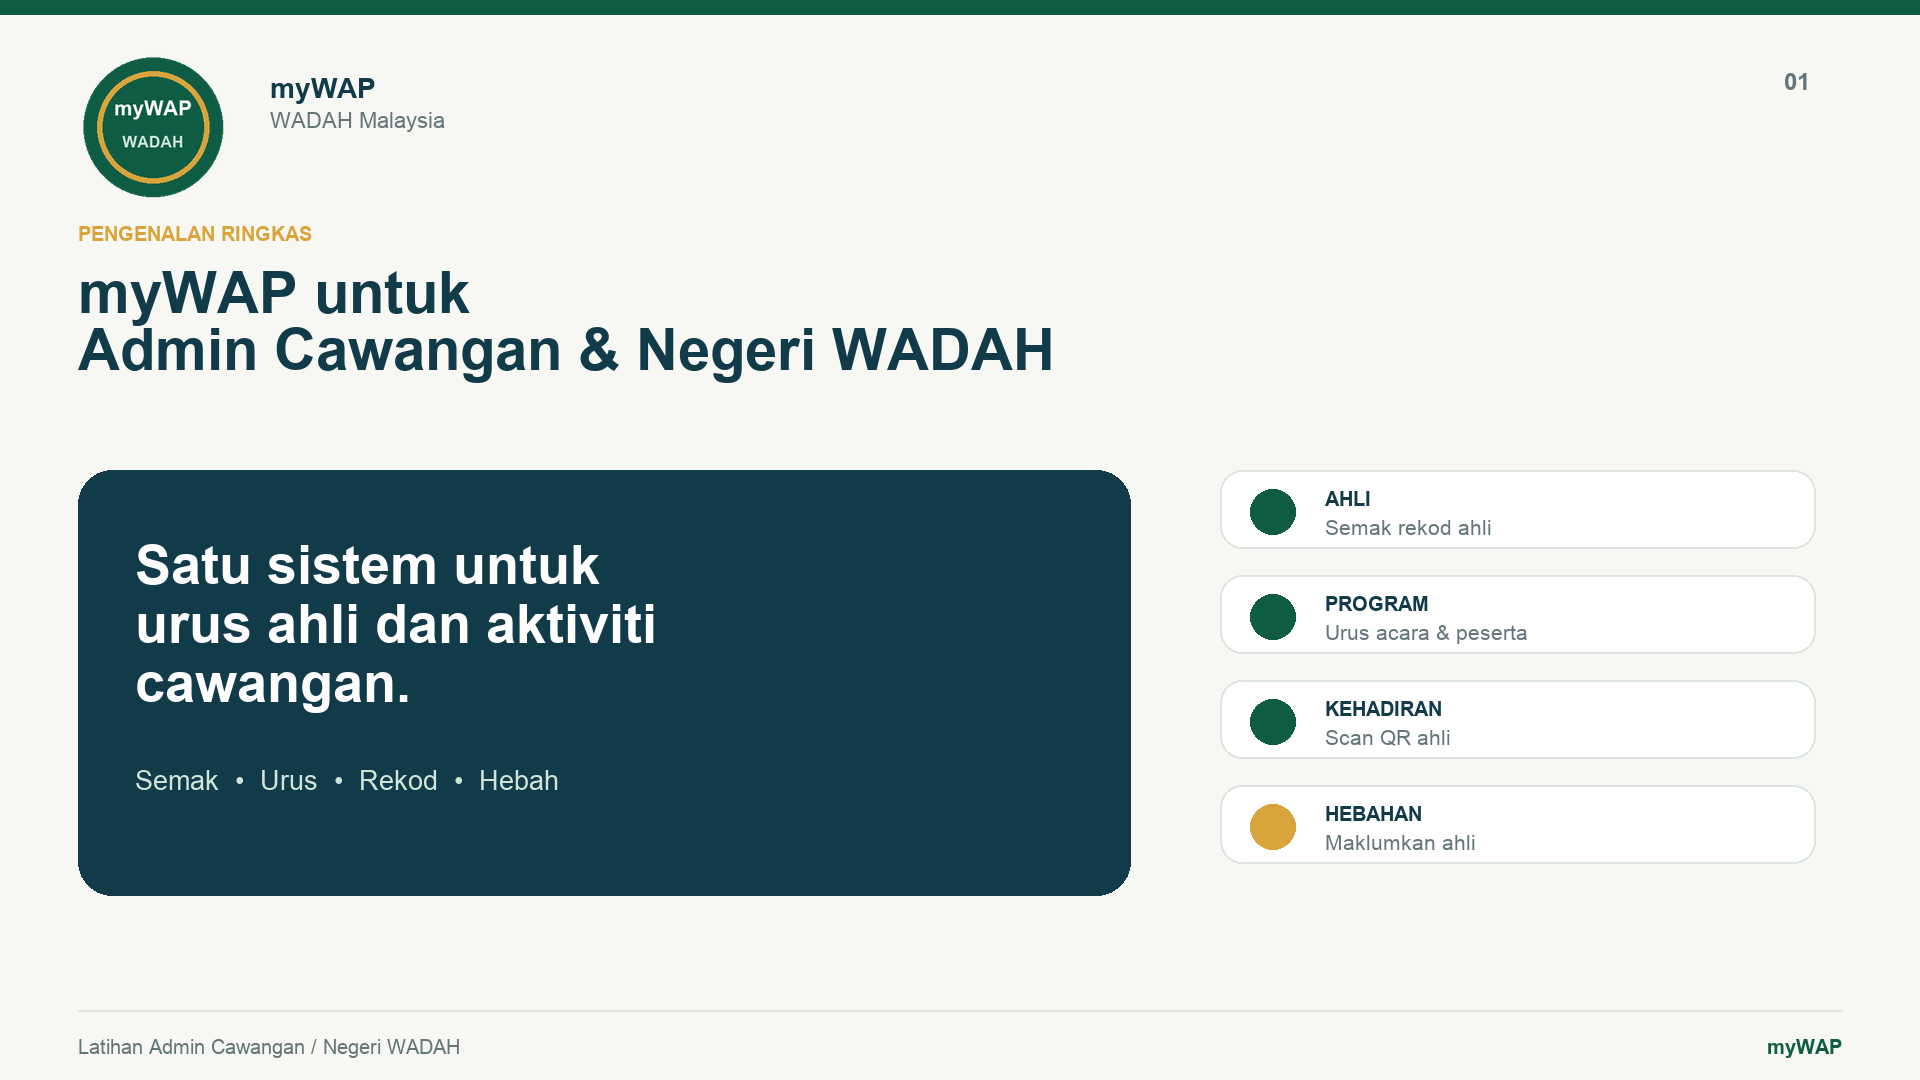 myWAP
WADAH
myWAP
WADAH Malaysia
01
PENGENALAN RINGKAS
myWAP untuk
Admin Cawangan & Negeri WADAH
Satu sistem untuk
urus ahli dan aktiviti
cawangan.
Semak • Urus • Rekod • Hebah
AHLI
Semak rekod ahli
PROGRAM
Urus acara & peserta
KEHADIRAN
Scan QR ahli
HEBAHAN
Maklumkan ahli
Latihan Admin Cawangan / Negeri WADAH
myWAP